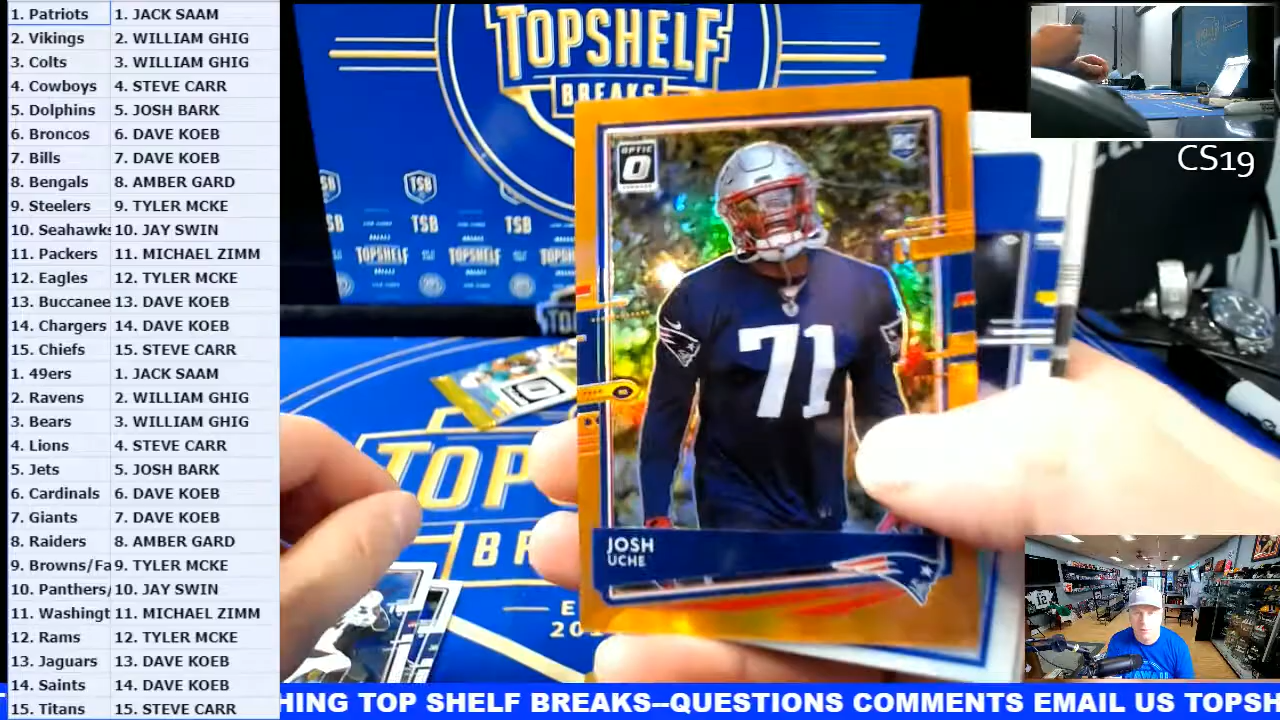 1. Patriots 1. JACK SAAM
2. Vikings 2. WILLIAM GHIG
3. Colts 3. WILLIAM GHIG
4. Cowboys 4. STEVE CARR
5. Dolphins 5. JOSH BARK
6. Broncos 6. DAVE KOEB
7. Bills 7. DAVE KOEB
8. Bengals 8. AMBER GARD
9. Steelers 9. TYLER MCKE
10. Seahawks 10. JAY SWIN
11. Packers 11. MICHAEL ZIMM
12. Eagles 12. TYLER MCKE
13. Buccanee 13. DAVE KOEB
14. Chargers 14. DAVE KOEB
15. Chiefs 15. STEVE CARR
1. 49ers 1. JACK SAAM
2. Ravens 2. WILLIAM GHIG
3. Bears 3. WILLIAM GHIG
4. Lions 4. STEVE CARR
5. Jets 5. JOSH BARK
6. Cardinals 6. DAVE KOEB
7. Giants 7. DAVE KOEB
8. Raiders 8. AMBER GARD
9. Browns/Fa 9. TYLER MCKE
10. Panthers/ 10. JAY SWIN
11. Washingt 11. MICHAEL ZIMM
12. Rams 12. TYLER MCKE
13. Jaguars 13. DAVE KOEB
14. Saints 14. DAVE KOEB
15. Titans 15. STEVE CARR
TOPSHELF
BREAKS
TSB TSB TSB
TOPSHELF TOPSHELF
OPTIC
RC
71
JOSH
UCHE
TOP
BR
CS19
HING TOP SHELF BREAKS--QUESTIONS COMMENTS EMAIL US TOPSH